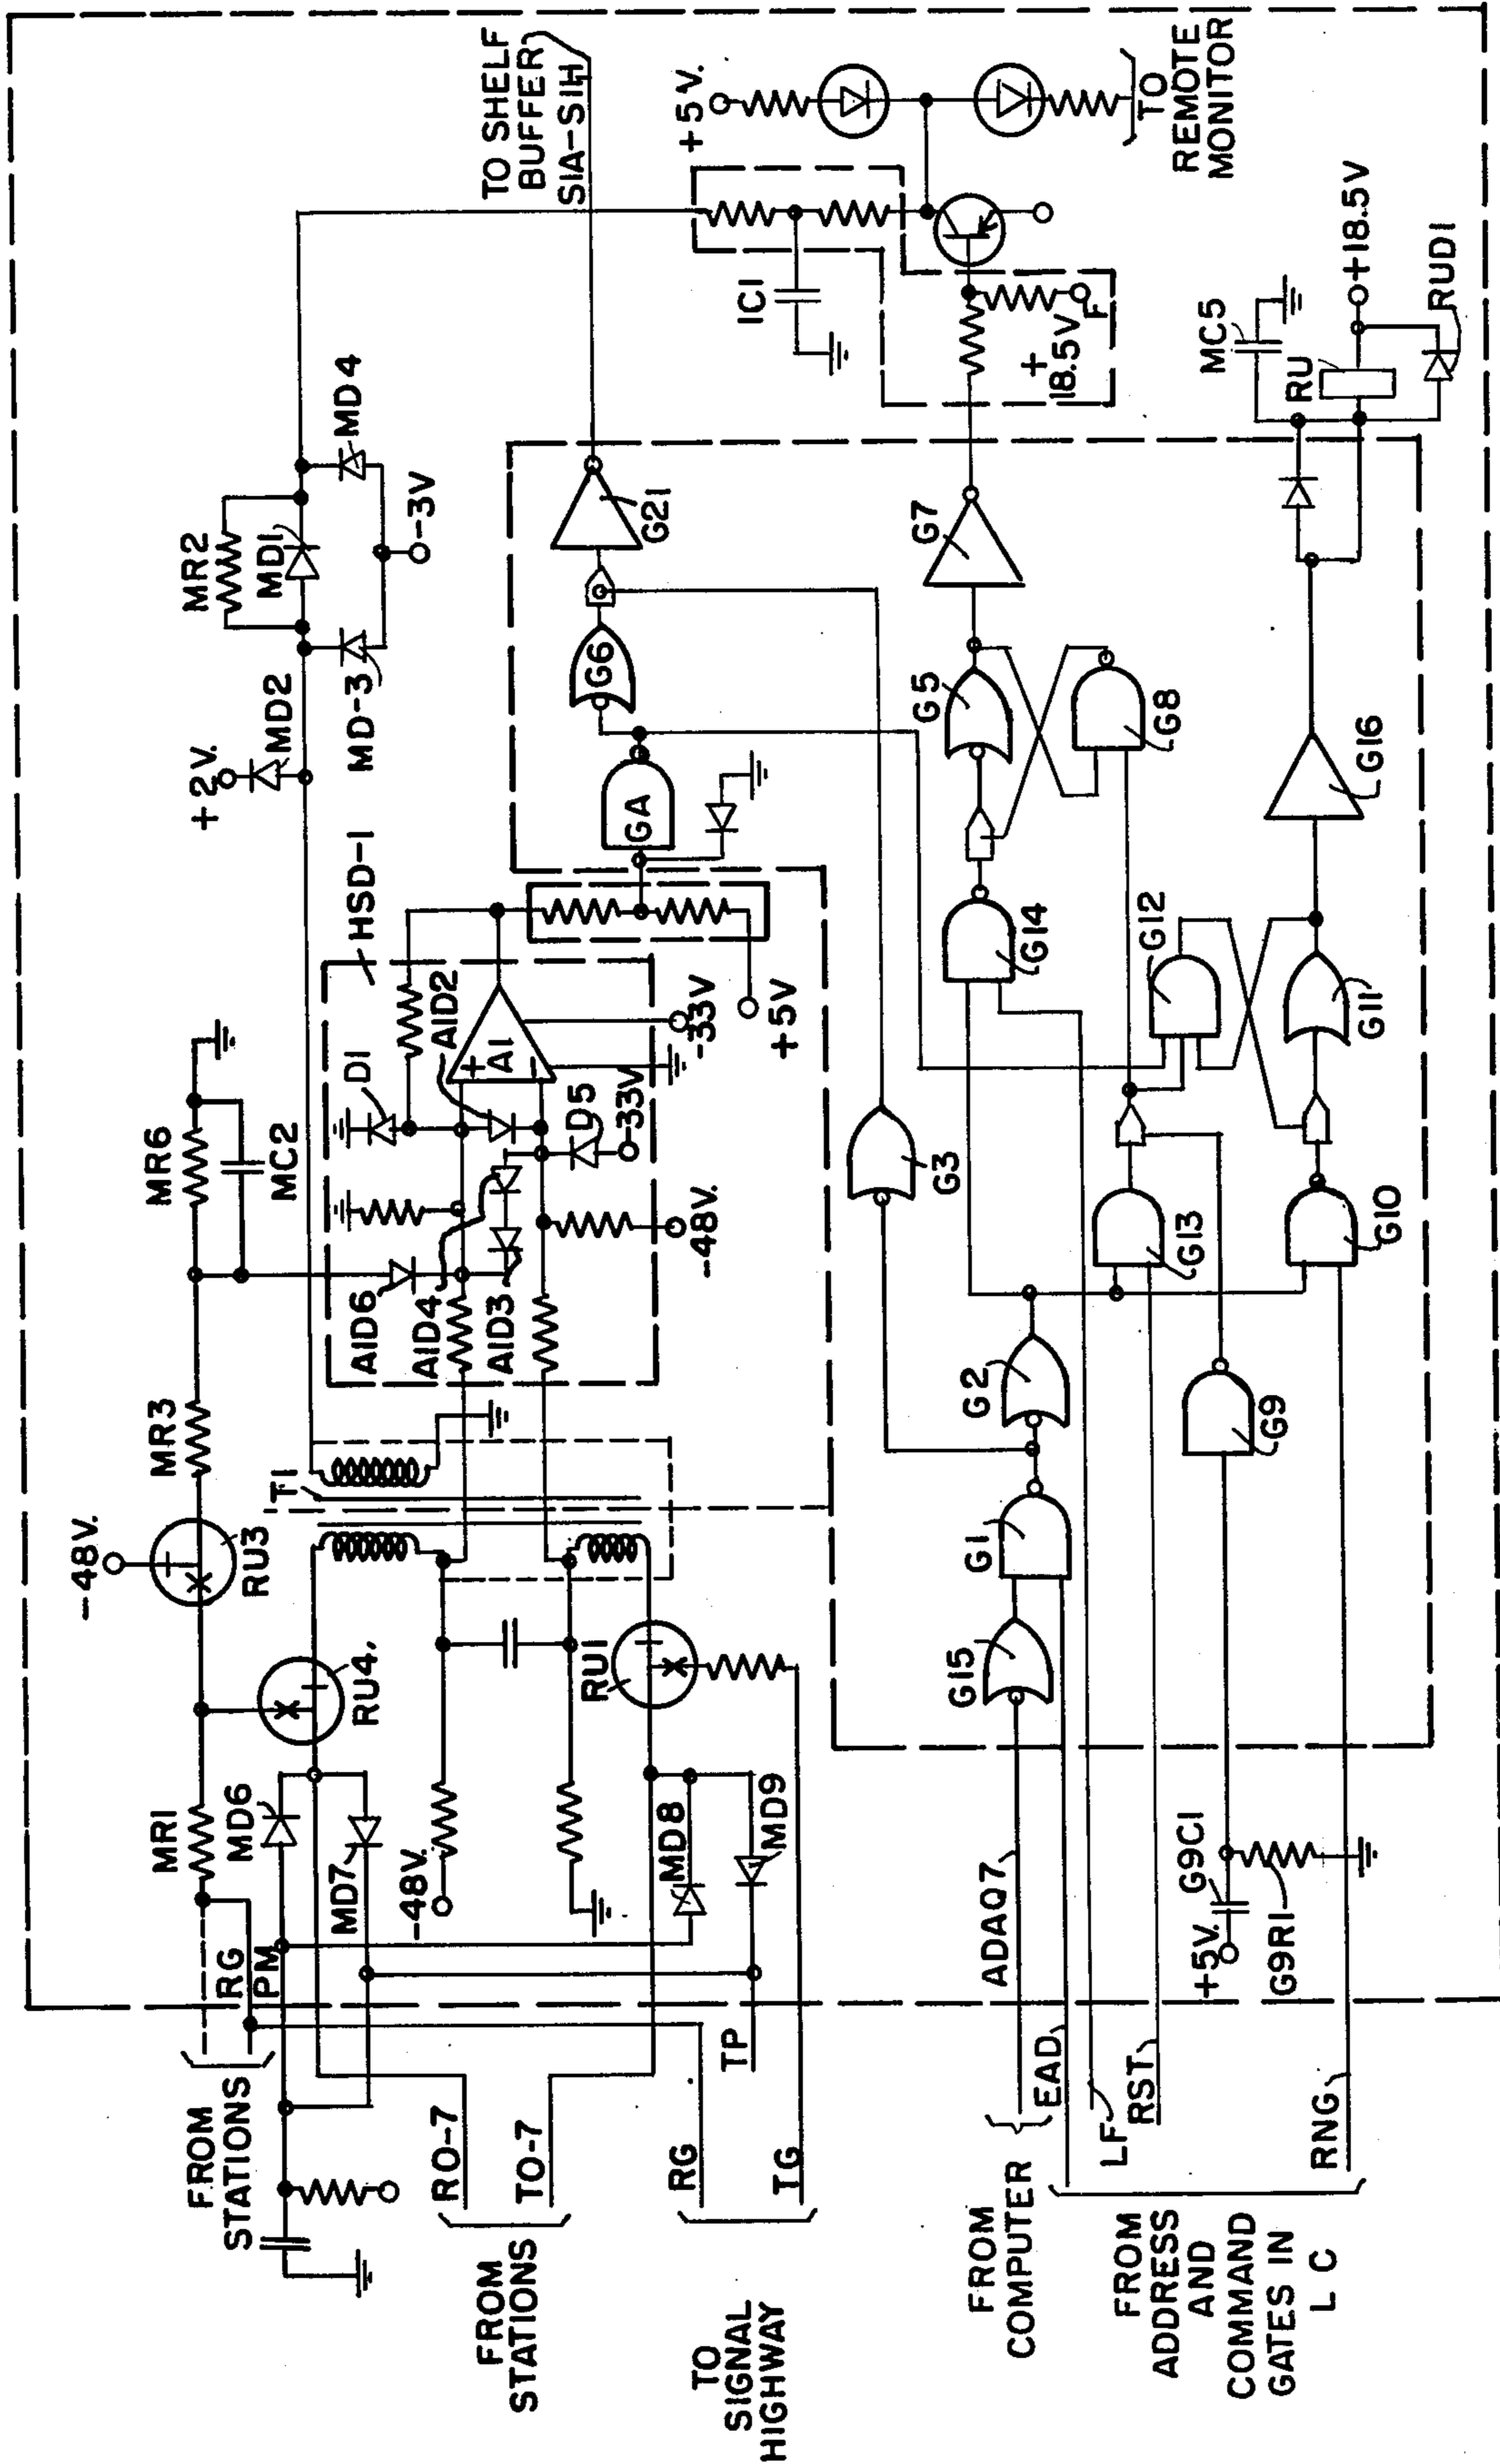 TO SHELF
BUFFER
SIA-SIH
+5V.
TO
REMOTE
MONITOR
MR2
MD1
MD4
-3V
+2V.
MD2
MD-3
IC1
+
18.5V
F
MC5
RU
+18.5V
RUD1
G21
G6
GA
G7
G5
G8
G16
HSD-1
MR6
MC2
D1
AID2
+
A1
−
D5
-33V
-33V
+5V
-48V.
AID6
AID4
AID3
G14
G12
G11
G3
G13
G10
MR3
T1
-48V.
RU3
RU4.
RU1
G2
G9
G1
G15
MR1
MD6
MD7
-48V.
MD8
MD9
ADAQ7
G9C1
+5V.
G9R1
RG
PM
FROM
STATIONS
RO-7
TO-7
FROM
STATIONS
RG
TP
TG
TO
SIGNAL
HIGHWAY
FROM
COMPUTER
EAD
LF
RST
RNG
FROM
ADDRESS
AND
COMMAND
GATES IN
L C